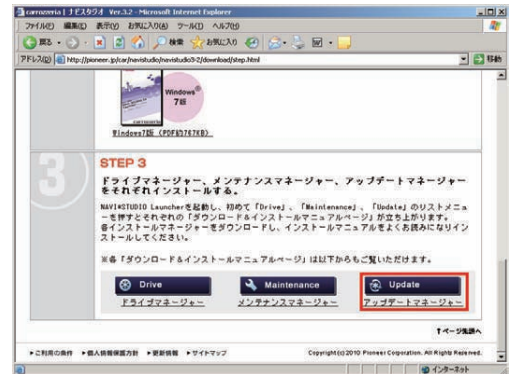 carrozzeria | ナビスタジオ Ver.3.2 - Microsoft Internet Explorer
ファイル(F) 編集(E) 表示(V) お気に入り(A) ツール(T) ヘルプ(H)
戻る 検索 お気に入り
アドレス(D) http://pioneer.jp/car/navistudio/navistudio3-2/download/step.html 移動
Windows®
7版
Windows7版 (PDF約767KB)
3
STEP 3
ドライブマネージャー、メンテナンスマネージャー、アップデートマネージャー
をそれぞれインストールする。
NAVI*STUDIO Launcherを起動し、初めて「Drive」、「Maintenance」、「Update」のリストメニュ
ーを押すとそれぞれの「ダウンロード&インストールマニュアルページ」が立ち上がります。
各インストールマネージャーをダウンロードし、インストールマニュアルをよくお読みになりイン
ストールしてください。
※各「ダウンロード&インストールマニュアルページ」は以下からもご覧いただけます。
Drive Maintenance Update
ドライブマネージャー メンテナンスマネージャー アップデートマネージャー
↑ページ先頭へ
ご利用の条件 個人情報保護方針 更新情報 サイトマップ Copyright(c)2010 Pioneer Corporation. All Rights Reserved.
インターネット